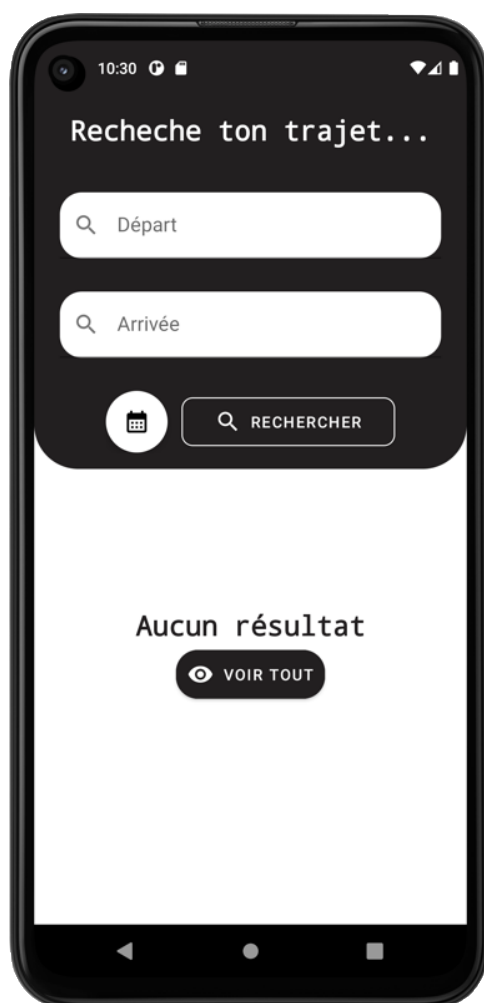 10:30
Recheche ton trajet...
Départ
Arrivée
RECHERCHER
Aucun résultat
VOIR TOUT